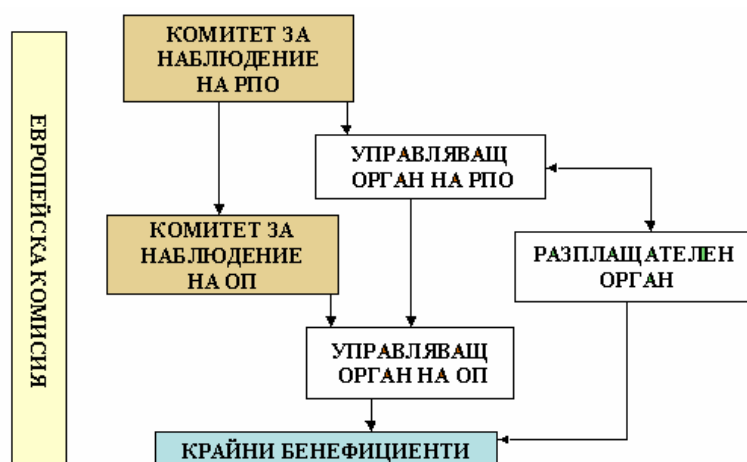 ЕВРОПЕЙСКА КОМИСИЯ
КОМИТЕТ ЗА
НАБЛЮДЕНИЕ
НА РПО
УПРАВЛЯВАЩ
ОРГАН НА РПО
КОМИТЕТ ЗА
НАБЛЮДЕНИЕ
НА ОП
РАЗПЛАЩАТЕЛЕН
ОРГАН
УПРАВЛЯВАЩ
ОРГАН НА ОП
КРАЙНИ БЕНЕФИЦИЕНТИ